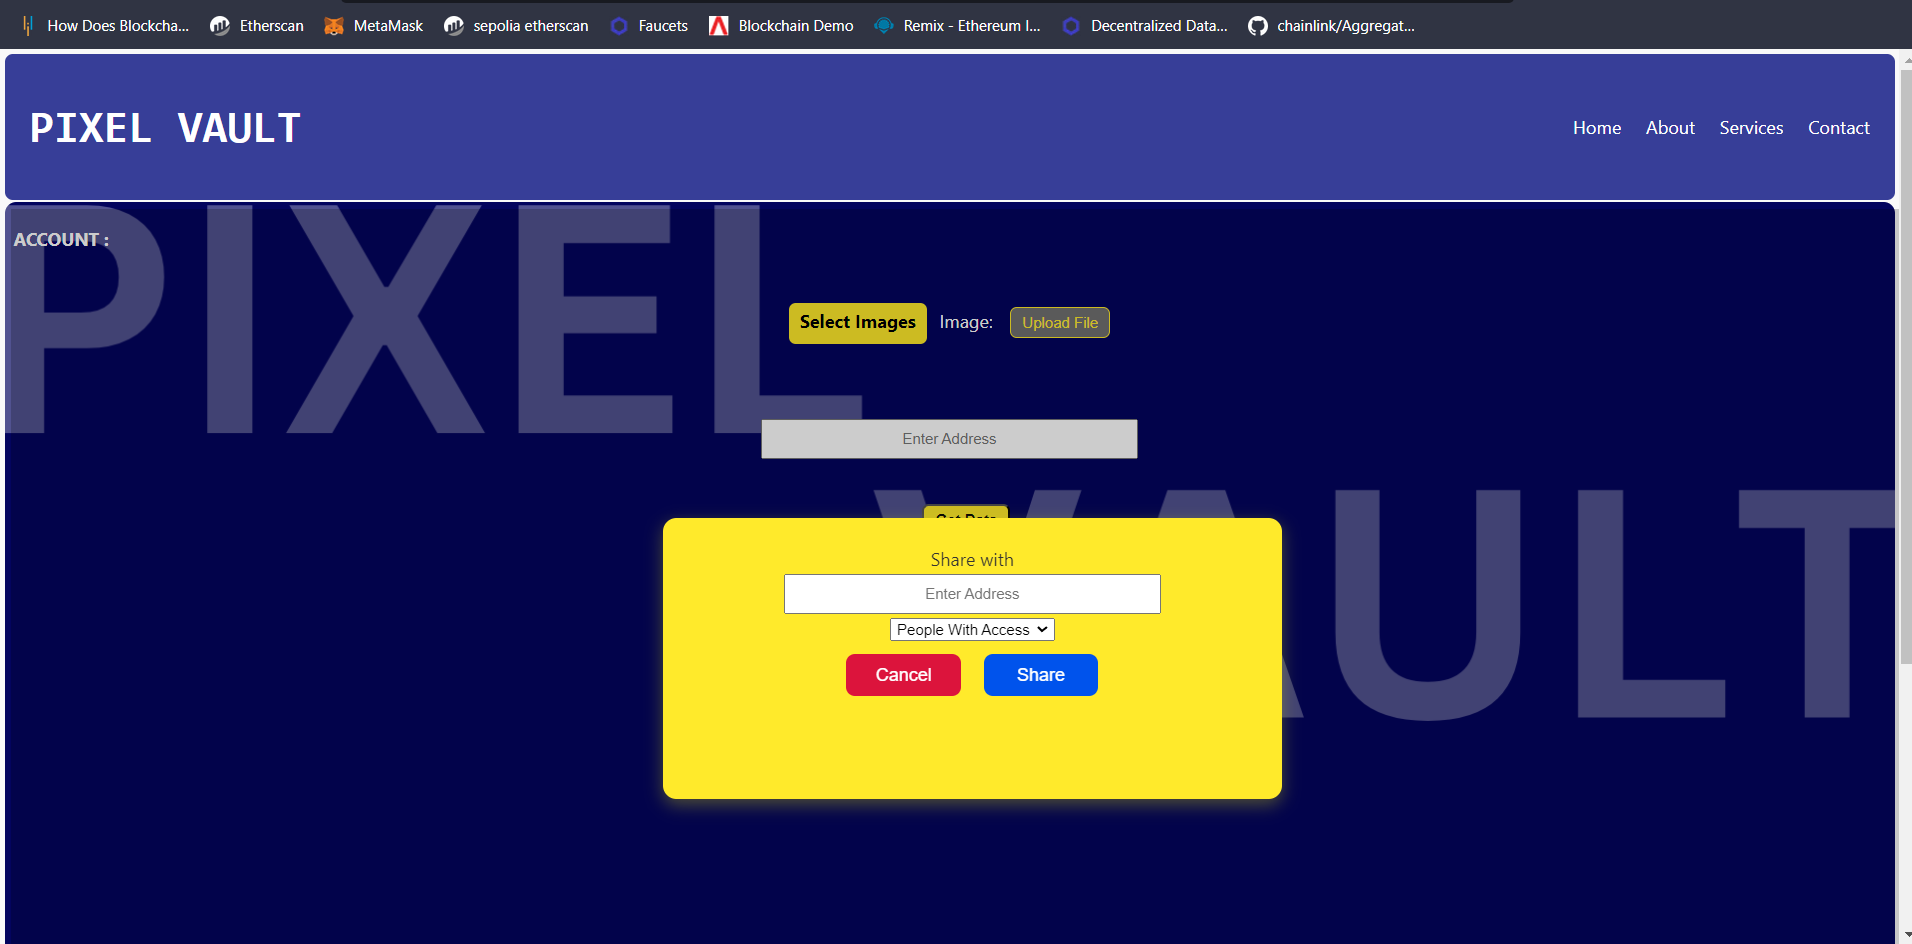 How Does Blockcha... Etherscan MetaMask sepolia etherscan Faucets Blockchain Demo Remix - Ethereum I... Decentralized Data... chainlink/Aggregat...
PIXEL VAULT
Home About Services Contact
PIXEL
ACCOUNT :
Select Images Image: Upload File
Enter Address
VAULT
Get Data
Share with
Enter Address
People With Access
Cancel Share